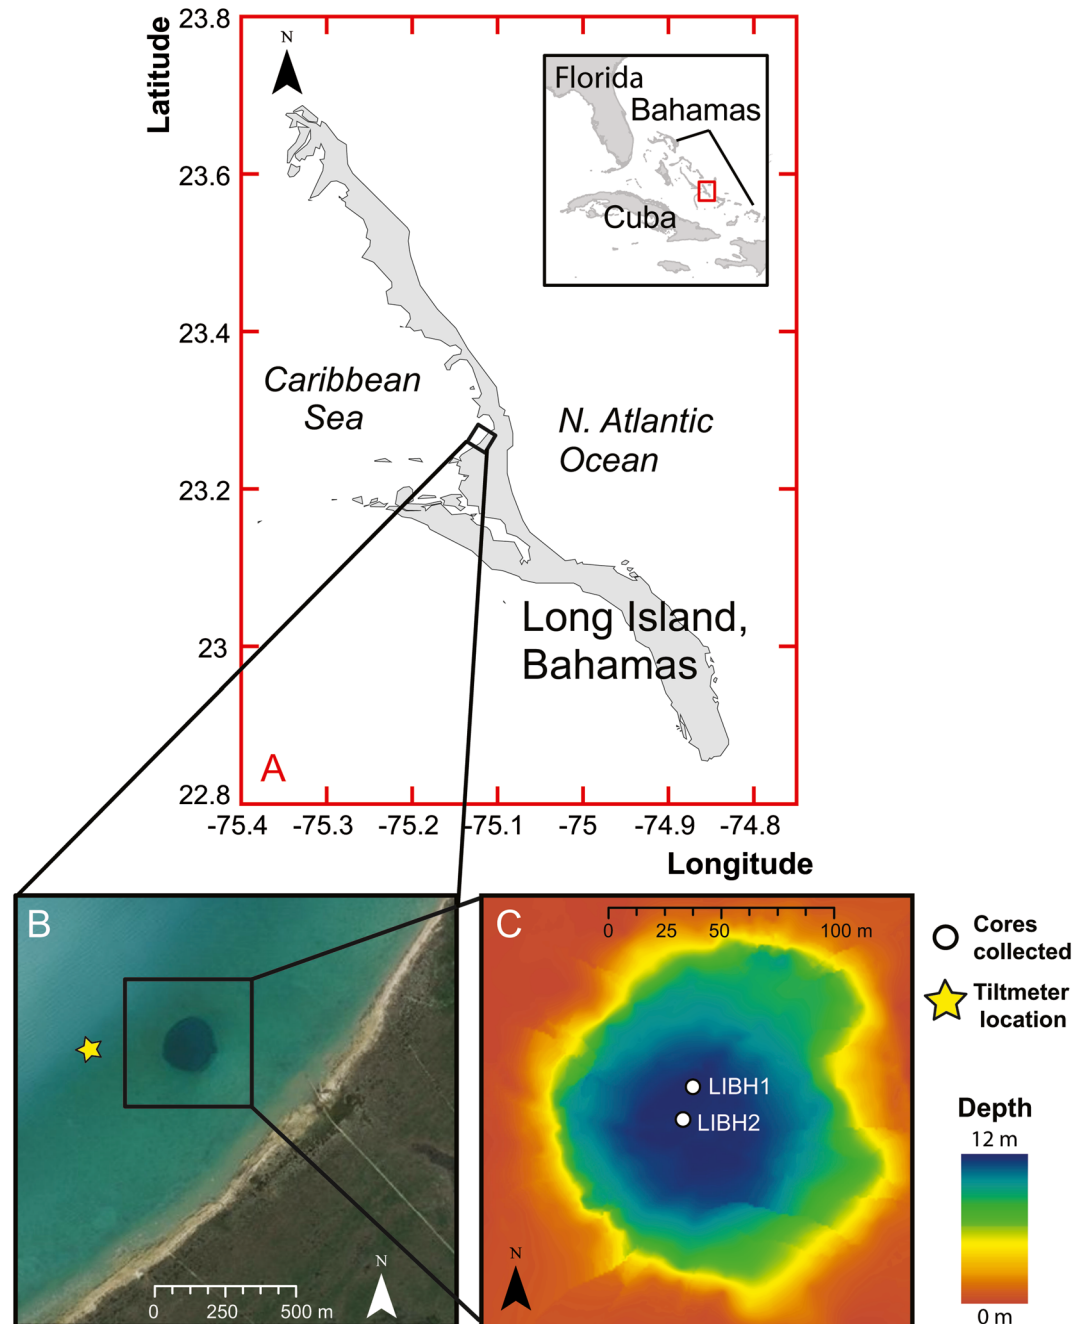 Latitude
23.8
23.6
23.4
23.2
23
22.8
N
Florida
Bahamas
Cuba
Caribbean
Sea
N. Atlantic
Ocean
Long Island,
Bahamas
A
-75.4
-75.3
-75.2
-75.1
-75
-74.9
-74.8
Longitude
B
0
250
500 m
N
C
0
25
50
100 m
LIBH1
LIBH2
N
Cores
collected
Tiltmeter
location
Depth
12 m
0 m